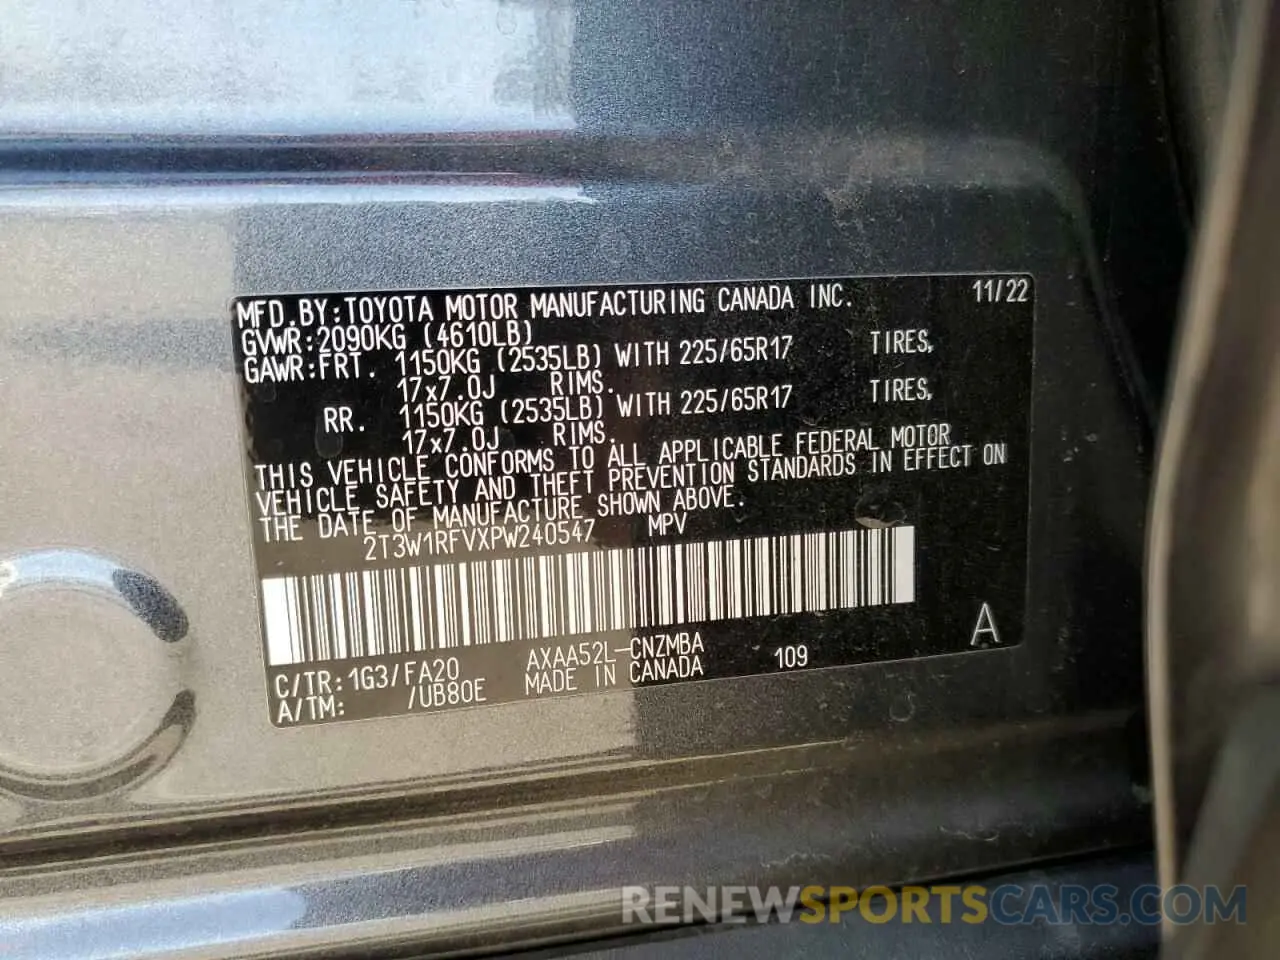 MFD. BY: TOYOTA MOTOR MANUFACTURING CANADA INC. 11/22
GVWR: 2090KG (4610LB)
GAWR: FRT. 1150KG (2535LB) WITH 225/65R17 TIRES,
17x7.0J RIMS.
RR. 1150KG (2535LB) WITH 225/65R17 TIRES,
17x7.0J RIMS.
THIS VEHICLE CONFORMS TO ALL APPLICABLE FEDERAL MOTOR
VEHICLE SAFETY AND THEFT PREVENTION STANDARDS IN EFFECT ON
THE DATE OF MANUFACTURE SHOWN ABOVE.
2T3W1RFVXPW240547 MPV
A
C/TR: 1G3/FA20 AXAA52L-CNZMBA 109
A/TM: /UB80E MADE IN CANADA
RENEWSPORTSCARS.COM